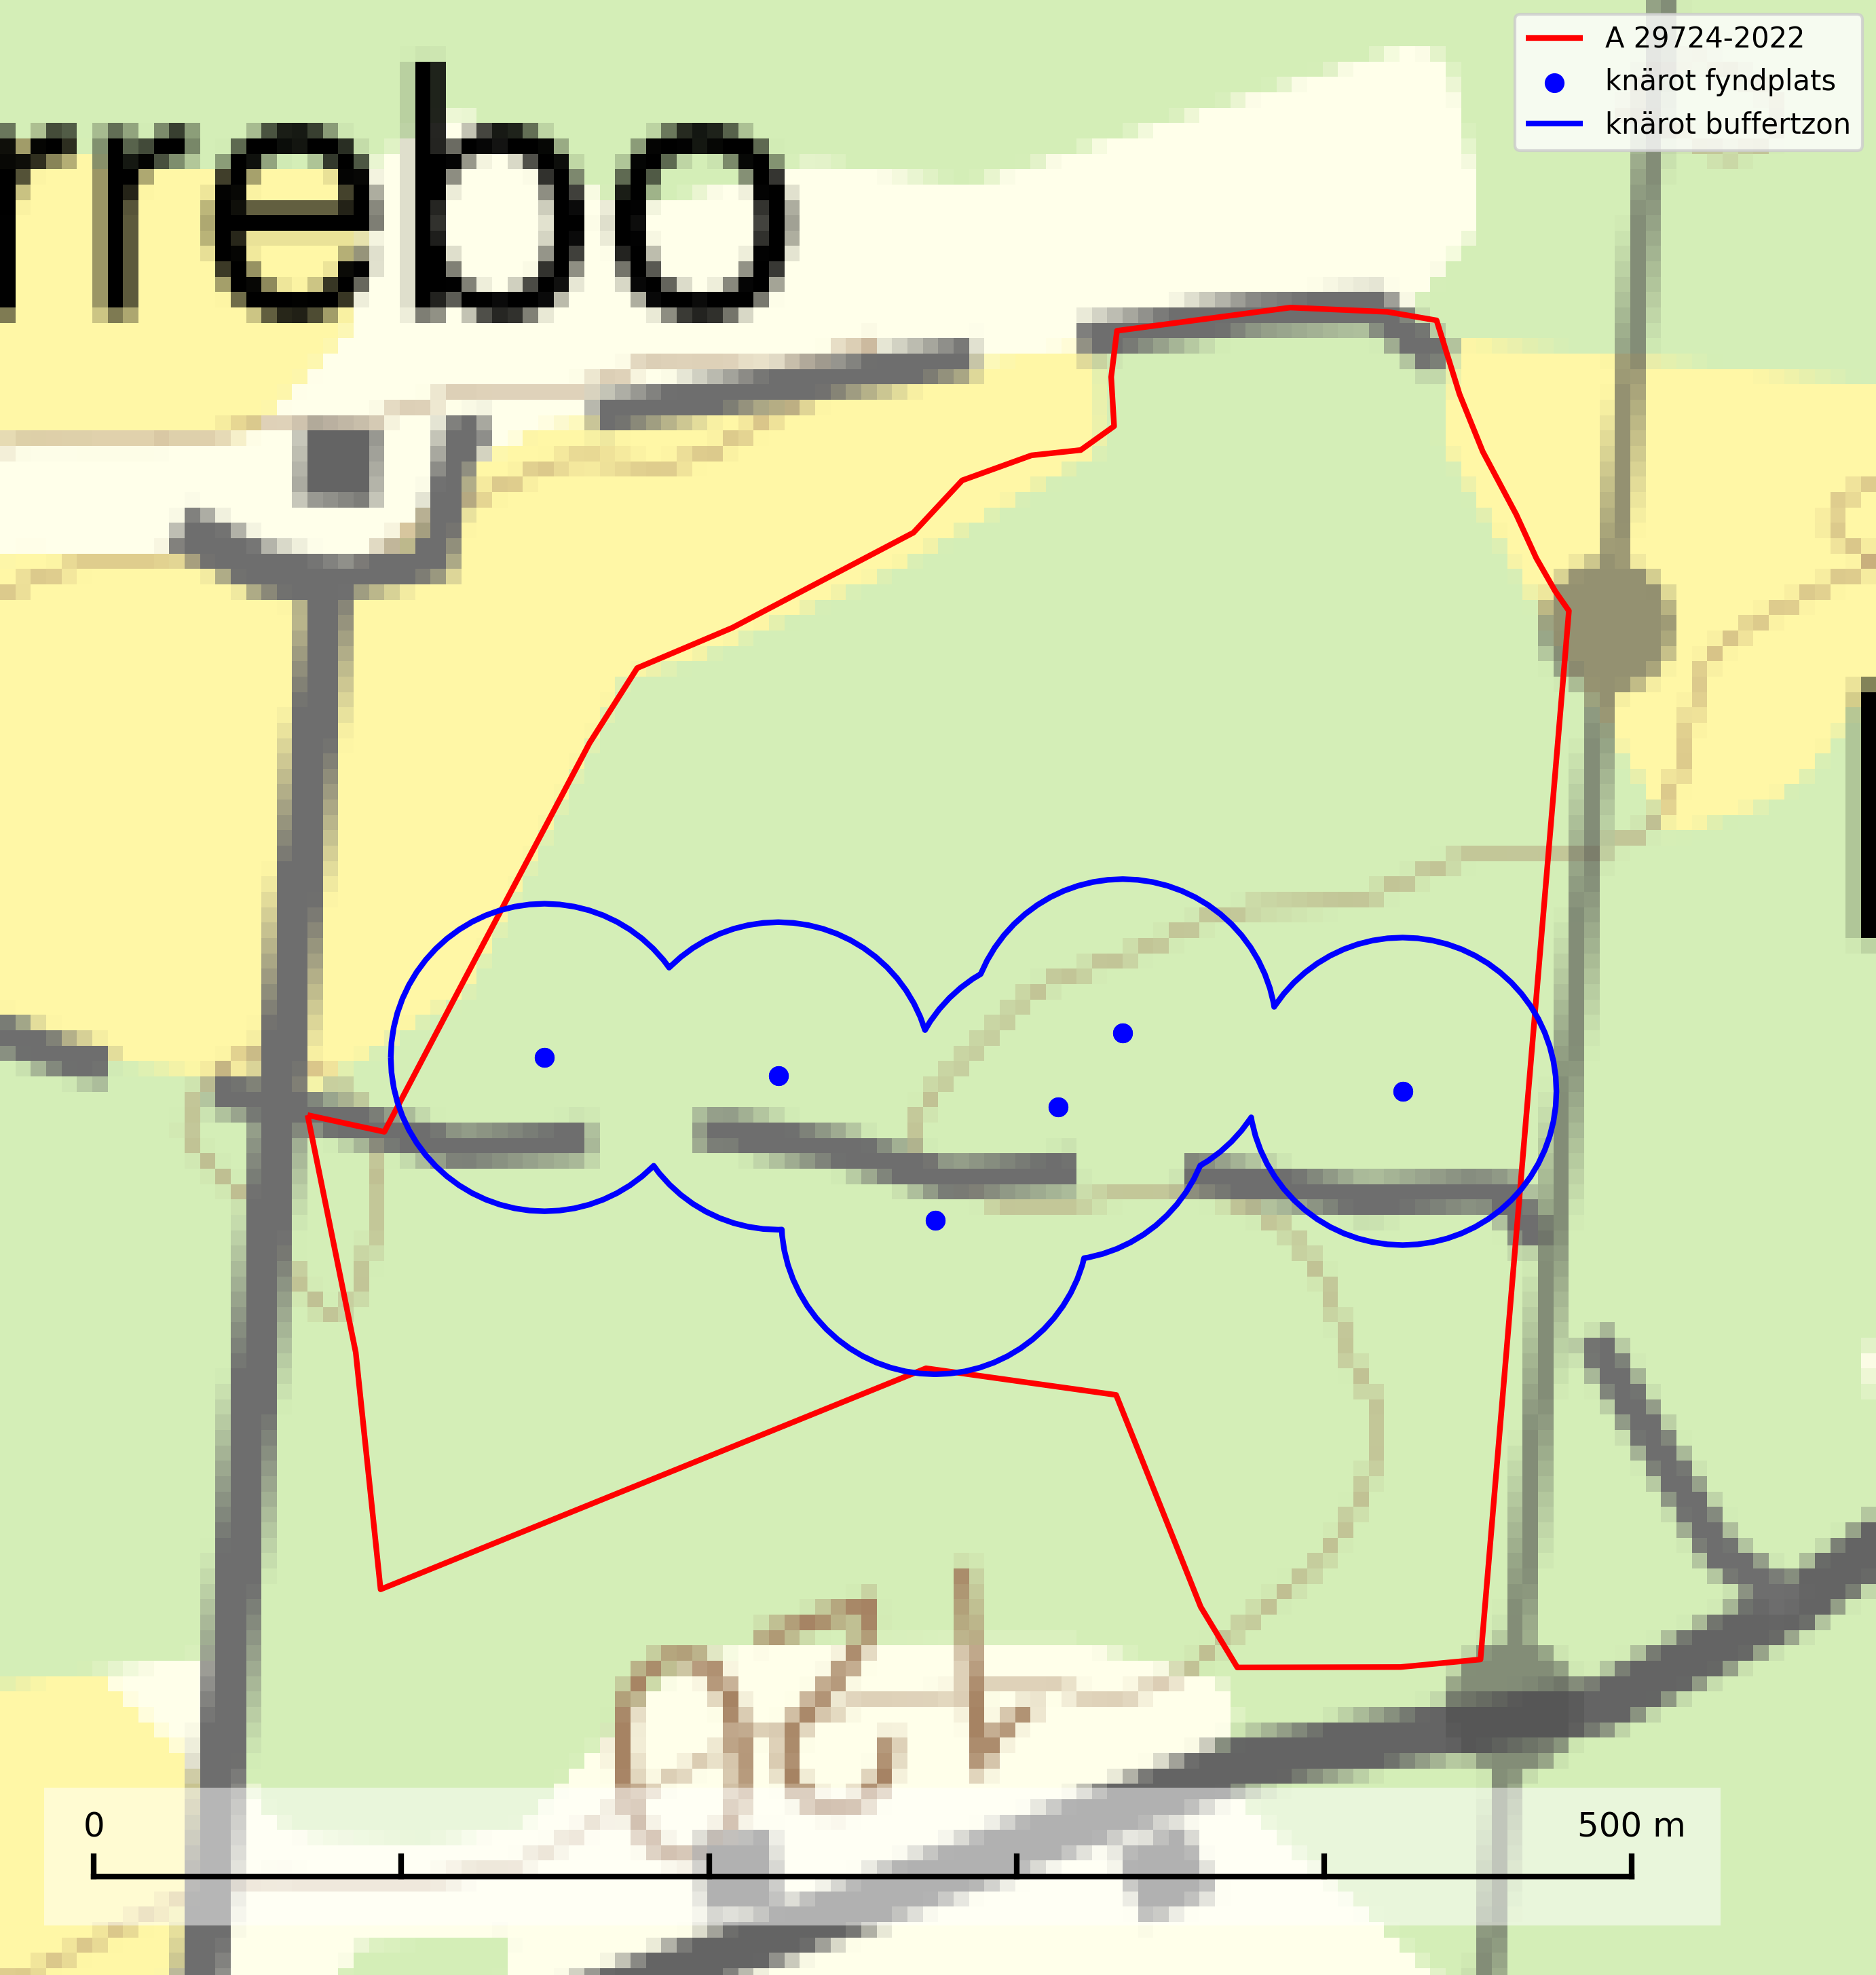 A 29724-2022
knärot fyndplats
knärot buffertzon
rrebo
0
500 m